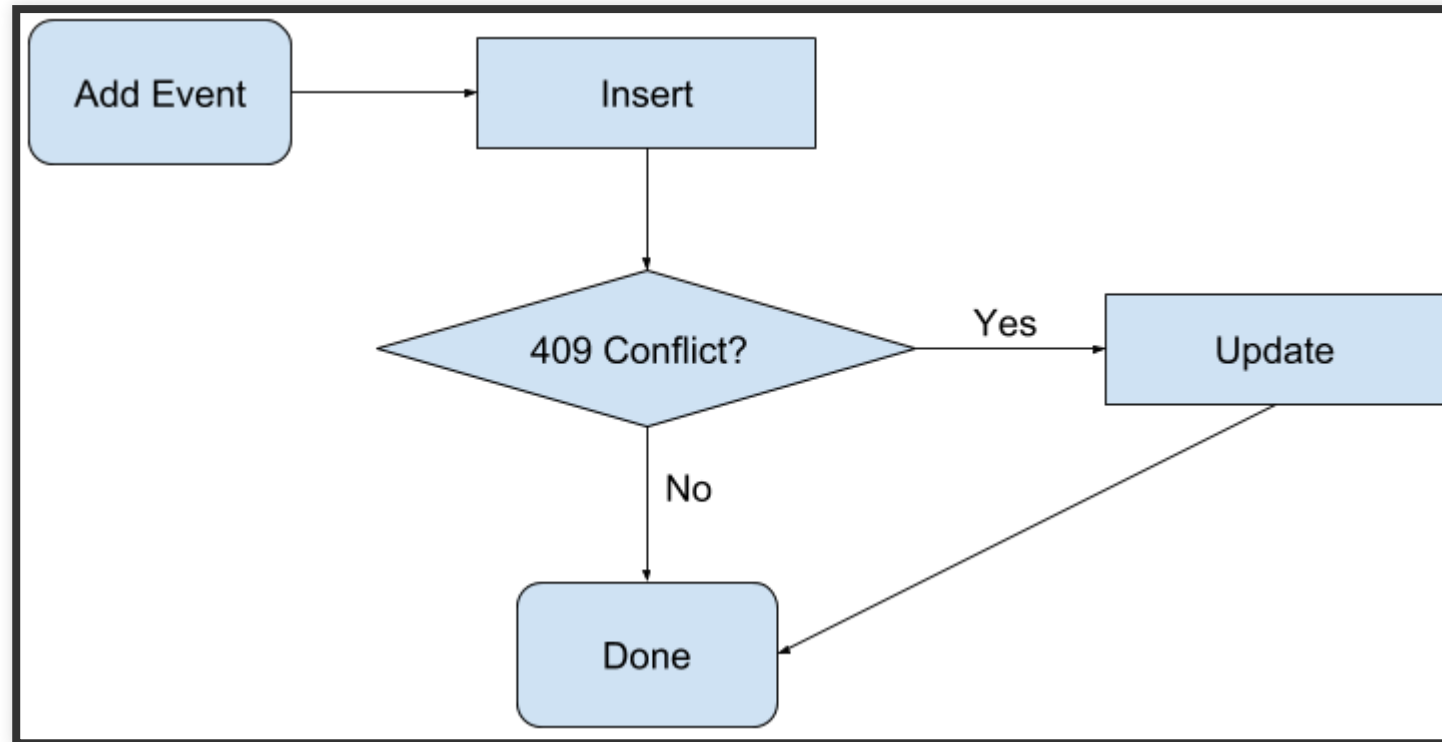 Add Event
Insert
409 Conflict?
Yes
Update
No
Done